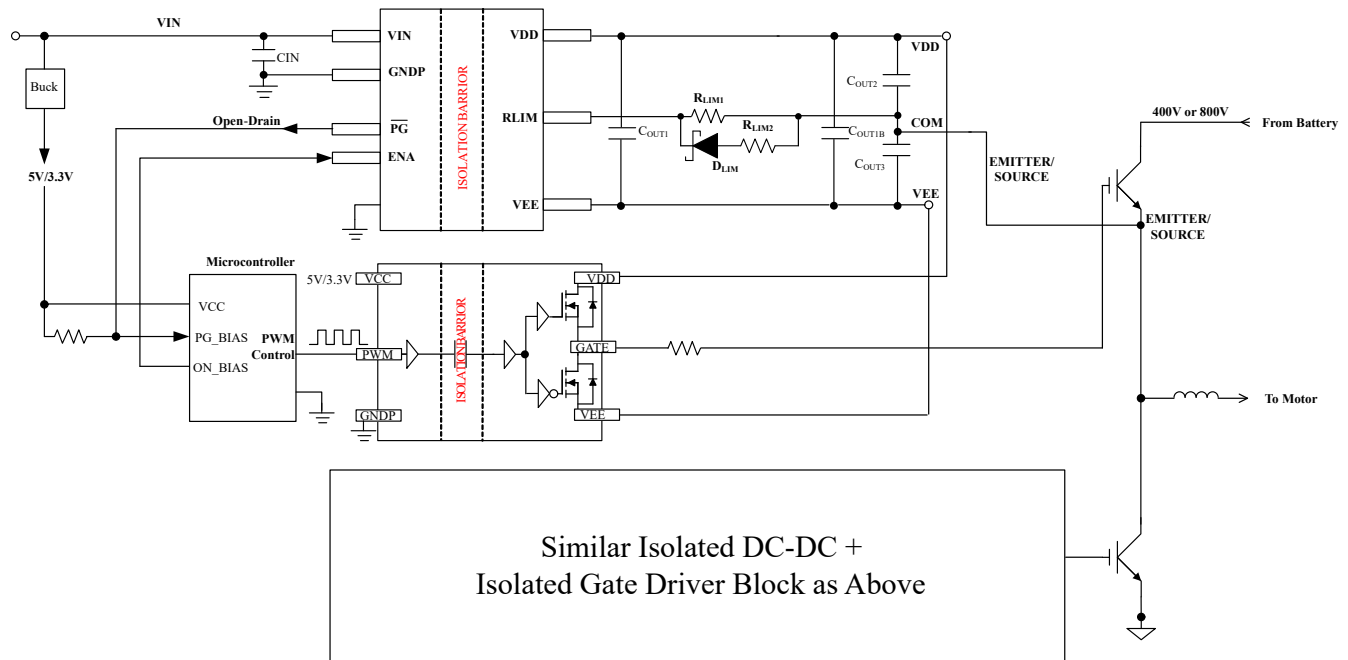 VIN
Buck
5V/3.3V
CIN
VIN
GNDP
PG
ENA
Open-Drain
ISOLATION BARRIER
VDD
RLIM
VEE
COUT1
RLIM1
RLIM2
DLIM
COUT1B
COUT2
COUT3
VDD
COM
VEE
EMITTER/
SOURCE
400V or 800V
From Battery
EMITTER/
SOURCE
Microcontroller
VCC
PG_BIAS
ON_BIAS
PWM
Control
5V/3.3V
VCC
PWM
GNDP
ISOLATION BARRIER
VDD
GATE
VEE
To Motor
Similar Isolated DC-DC +
Isolated Gate Driver Block as Above